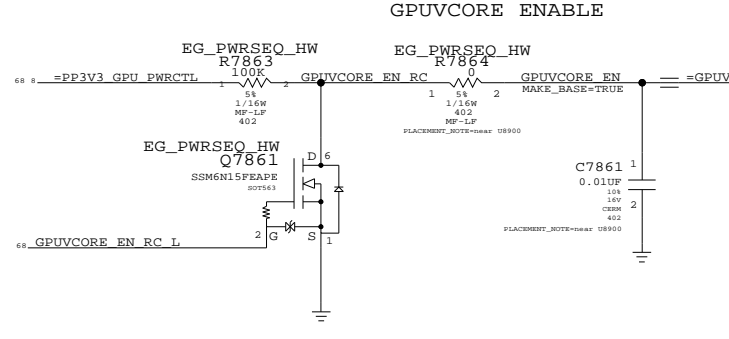 GPUVCORE ENABLE
EG_PWRSEQ_HW
R7863
100K
EG_PWRSEQ_HW
R7864
0
68 8
=PP3V3_GPU_PWRCTL
1
2
GPUVCORE_EN_RC
GPUVCORE_EN
=GPUV
MAKE_BASE=TRUE
5%
1/16W
MF-LF
402
1
2
5%
1/16W
MF-LF
402
PLACEMENT_NOTE=near U8900
EG_PWRSEQ_HW
Q7861
SSM6N15FEAPE
SOT563
D
6
2
G
S
1
68
GPUVCORE_EN_RC_L
C7861
1
0.01UF
10%
16V
CERM
402
2
PLACEMENT_NOTE=near U8900